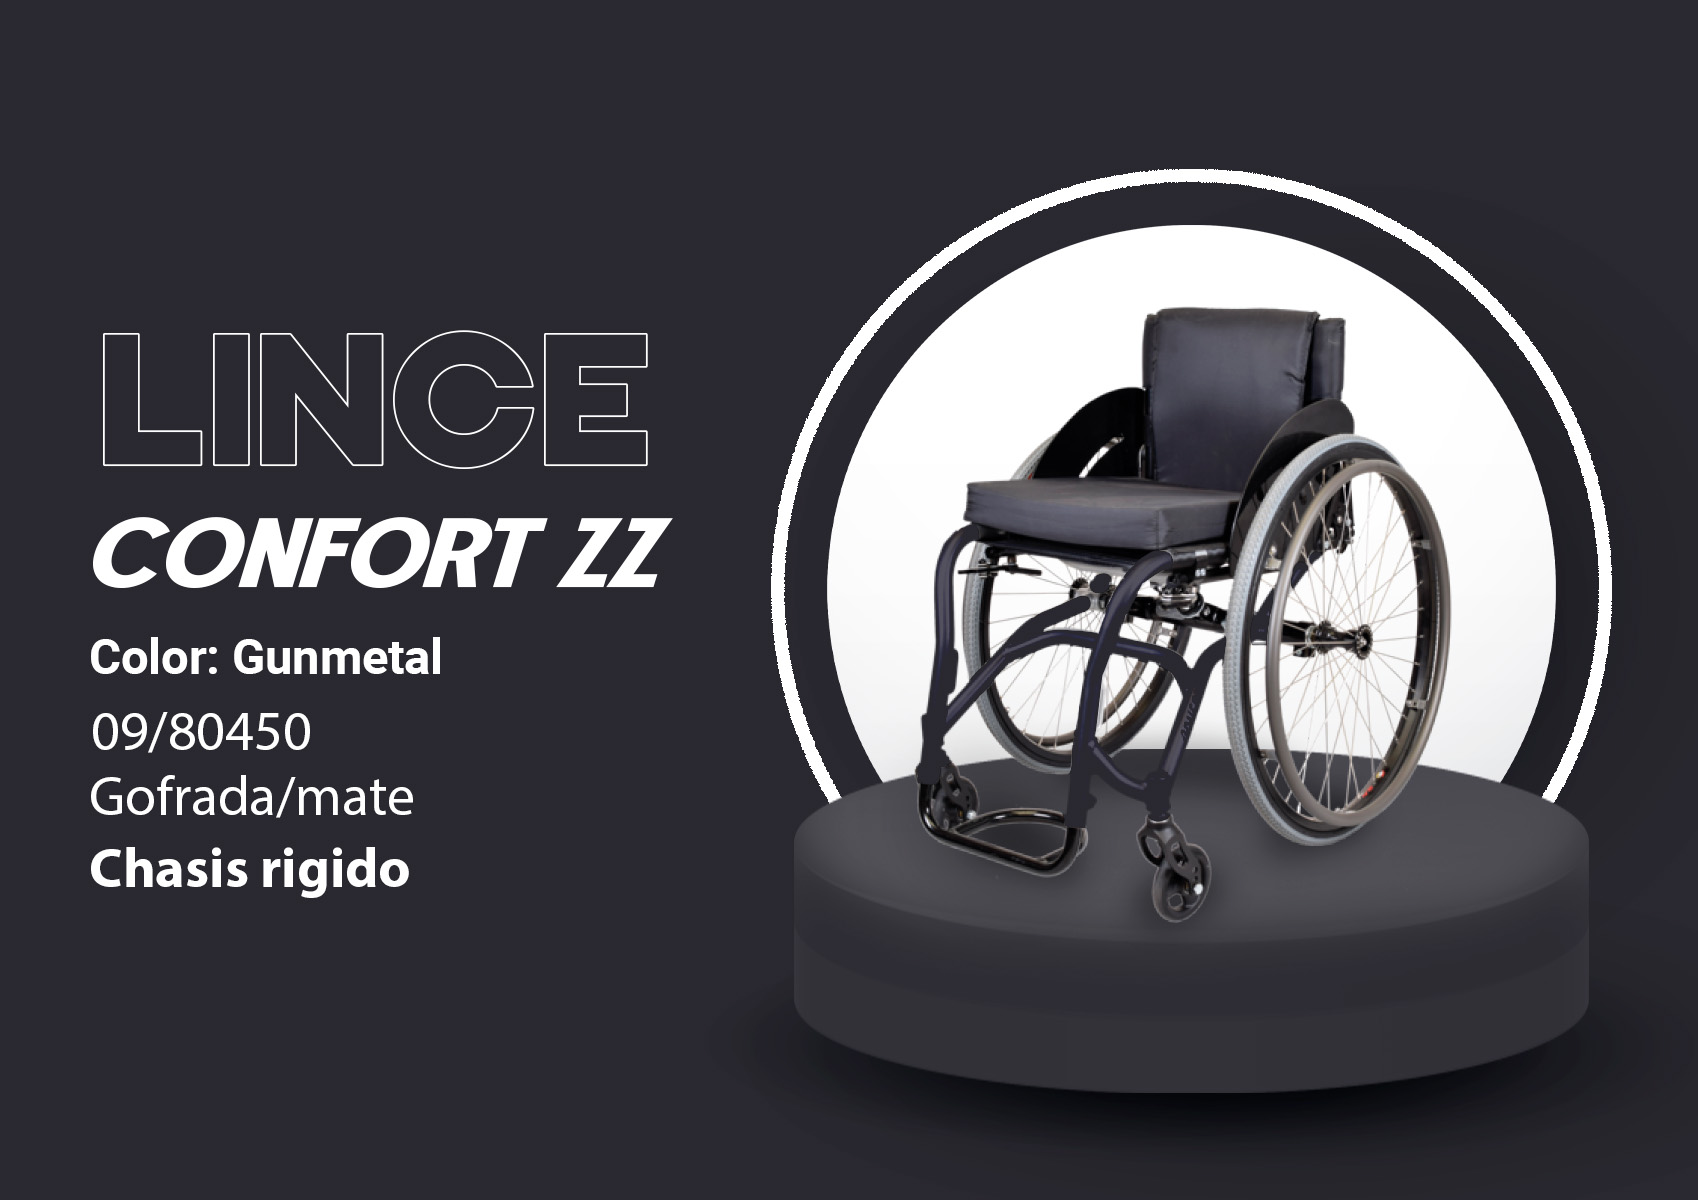 LINCE
CONFORT ZZ
Color: Gunmetal
09/80450
Gofrada/mate
Chasis rigido